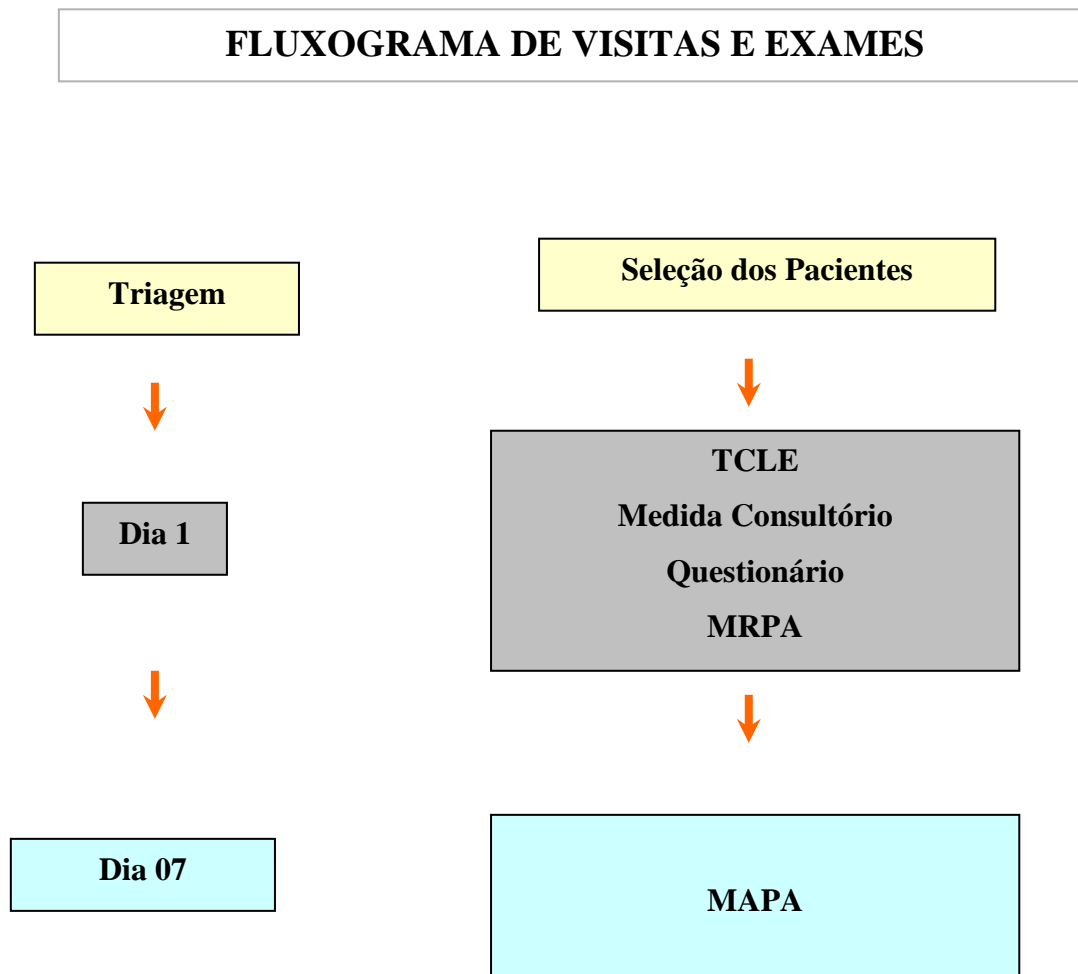 FLUXOGRAMA DE VISITAS E EXAMES
Triagem
Seleção dos Pacientes
Dia 1
TCLE
Medida Consultório
Questionário
MRPA
Dia 07
MAPA